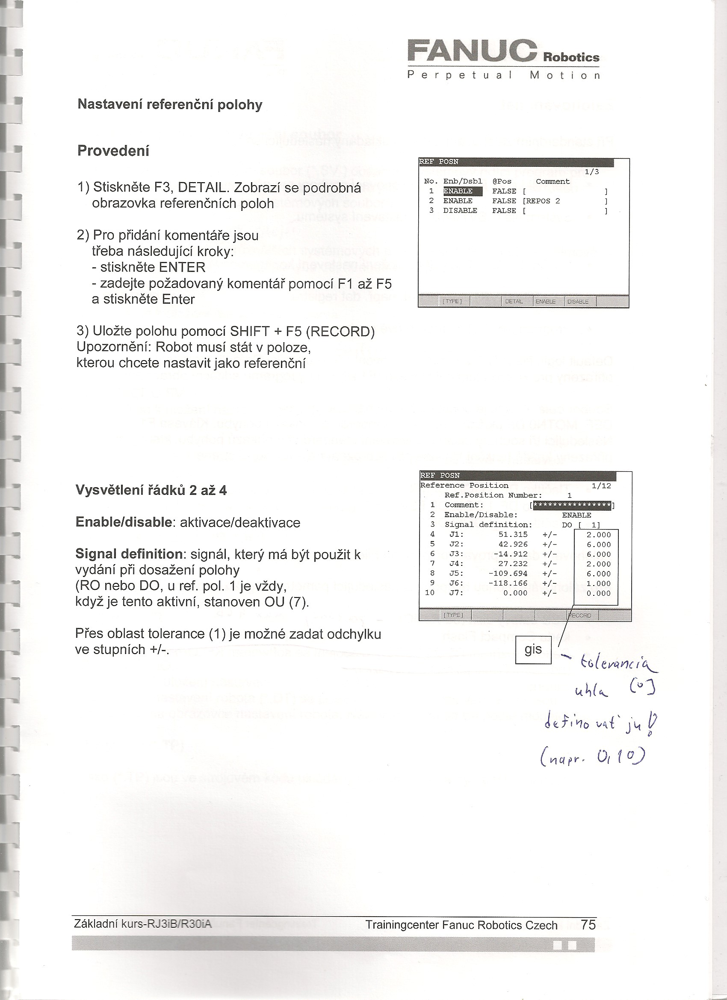 FANUC Robotics
Perpetual Motion
Nastavení referenční polohy
Provedení
1) Stiskněte F3, DETAIL. Zobrazí se podrobná
obrazovka referenčních poloh
2) Pro přidání komentáře jsou
třeba následující kroky:
- stiskněte ENTER
- zadejte požadovaný komentář pomocí F1 až F5
a stiskněte Enter
3) Uložte polohu pomocí SHIFT + F5 (RECORD)
Upozornění: Robot musí stát v poloze,
kterou chcete nastavit jako referenční
REF POSN
1/3
No. Enb/Dsbl @Pos Comment
1 ENABLE FALSE [ ]
2 ENABLE FALSE [REPOS 2 ]
3 DISABLE FALSE [ ]
[TYPE] DETAIL ENABLE DISABLE
Vysvětlení řádků 2 až 4
Enable/disable: aktivace/deaktivace
Signal definition: signál, který má být použit k
vydání při dosažení polohy
(RO nebo DO, u ref. pol. 1 je vždy,
když je tento aktivní, stanoven OU (7).
Přes oblast tolerance (1) je možné zadat odchylku
ve stupních +/-.
REF POSN
Reference Position 1/12
Ref.Position Number: 1
1 Comment: [****************]
2 Enable/Disable: ENABLE
3 Signal definition: DO [ 1]
4 J1: 51.315 +/- 2.000
5 J2: 42.926 +/- 6.000
6 J3: -14.912 +/- 6.000
7 J4: 27.232 +/- 2.000
8 J5: -109.694 +/- 6.000
9 J6: -118.166 +/- 1.000
10 J7: 0.000 +/- 0.000
[TYPE] RECORD
gis
- tolerancia
uhla [°]
definovať ju!
(napr. 0,10)
Základní kurs-RJ3iB/R30iA Trainingcenter Fanuc Robotics Czech 75